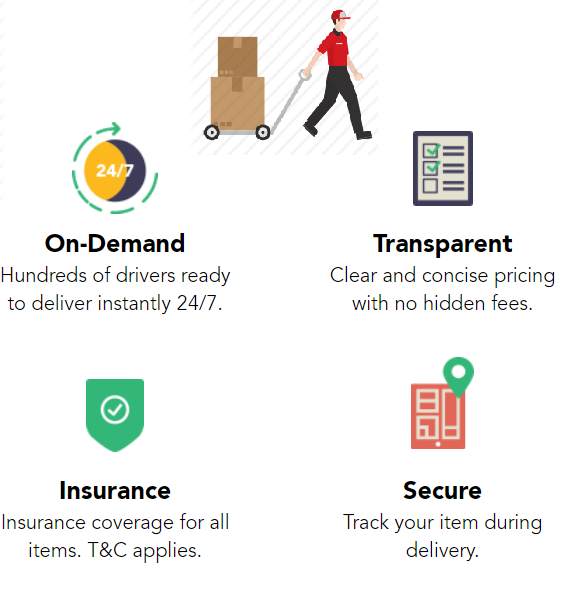 24/7
On-Demand
Hundreds of drivers ready
to deliver instantly 24/7.
Transparent
Clear and concise pricing
with no hidden fees.
Insurance
Insurance coverage for all
items. T&C applies.
Secure
Track your item during
delivery.